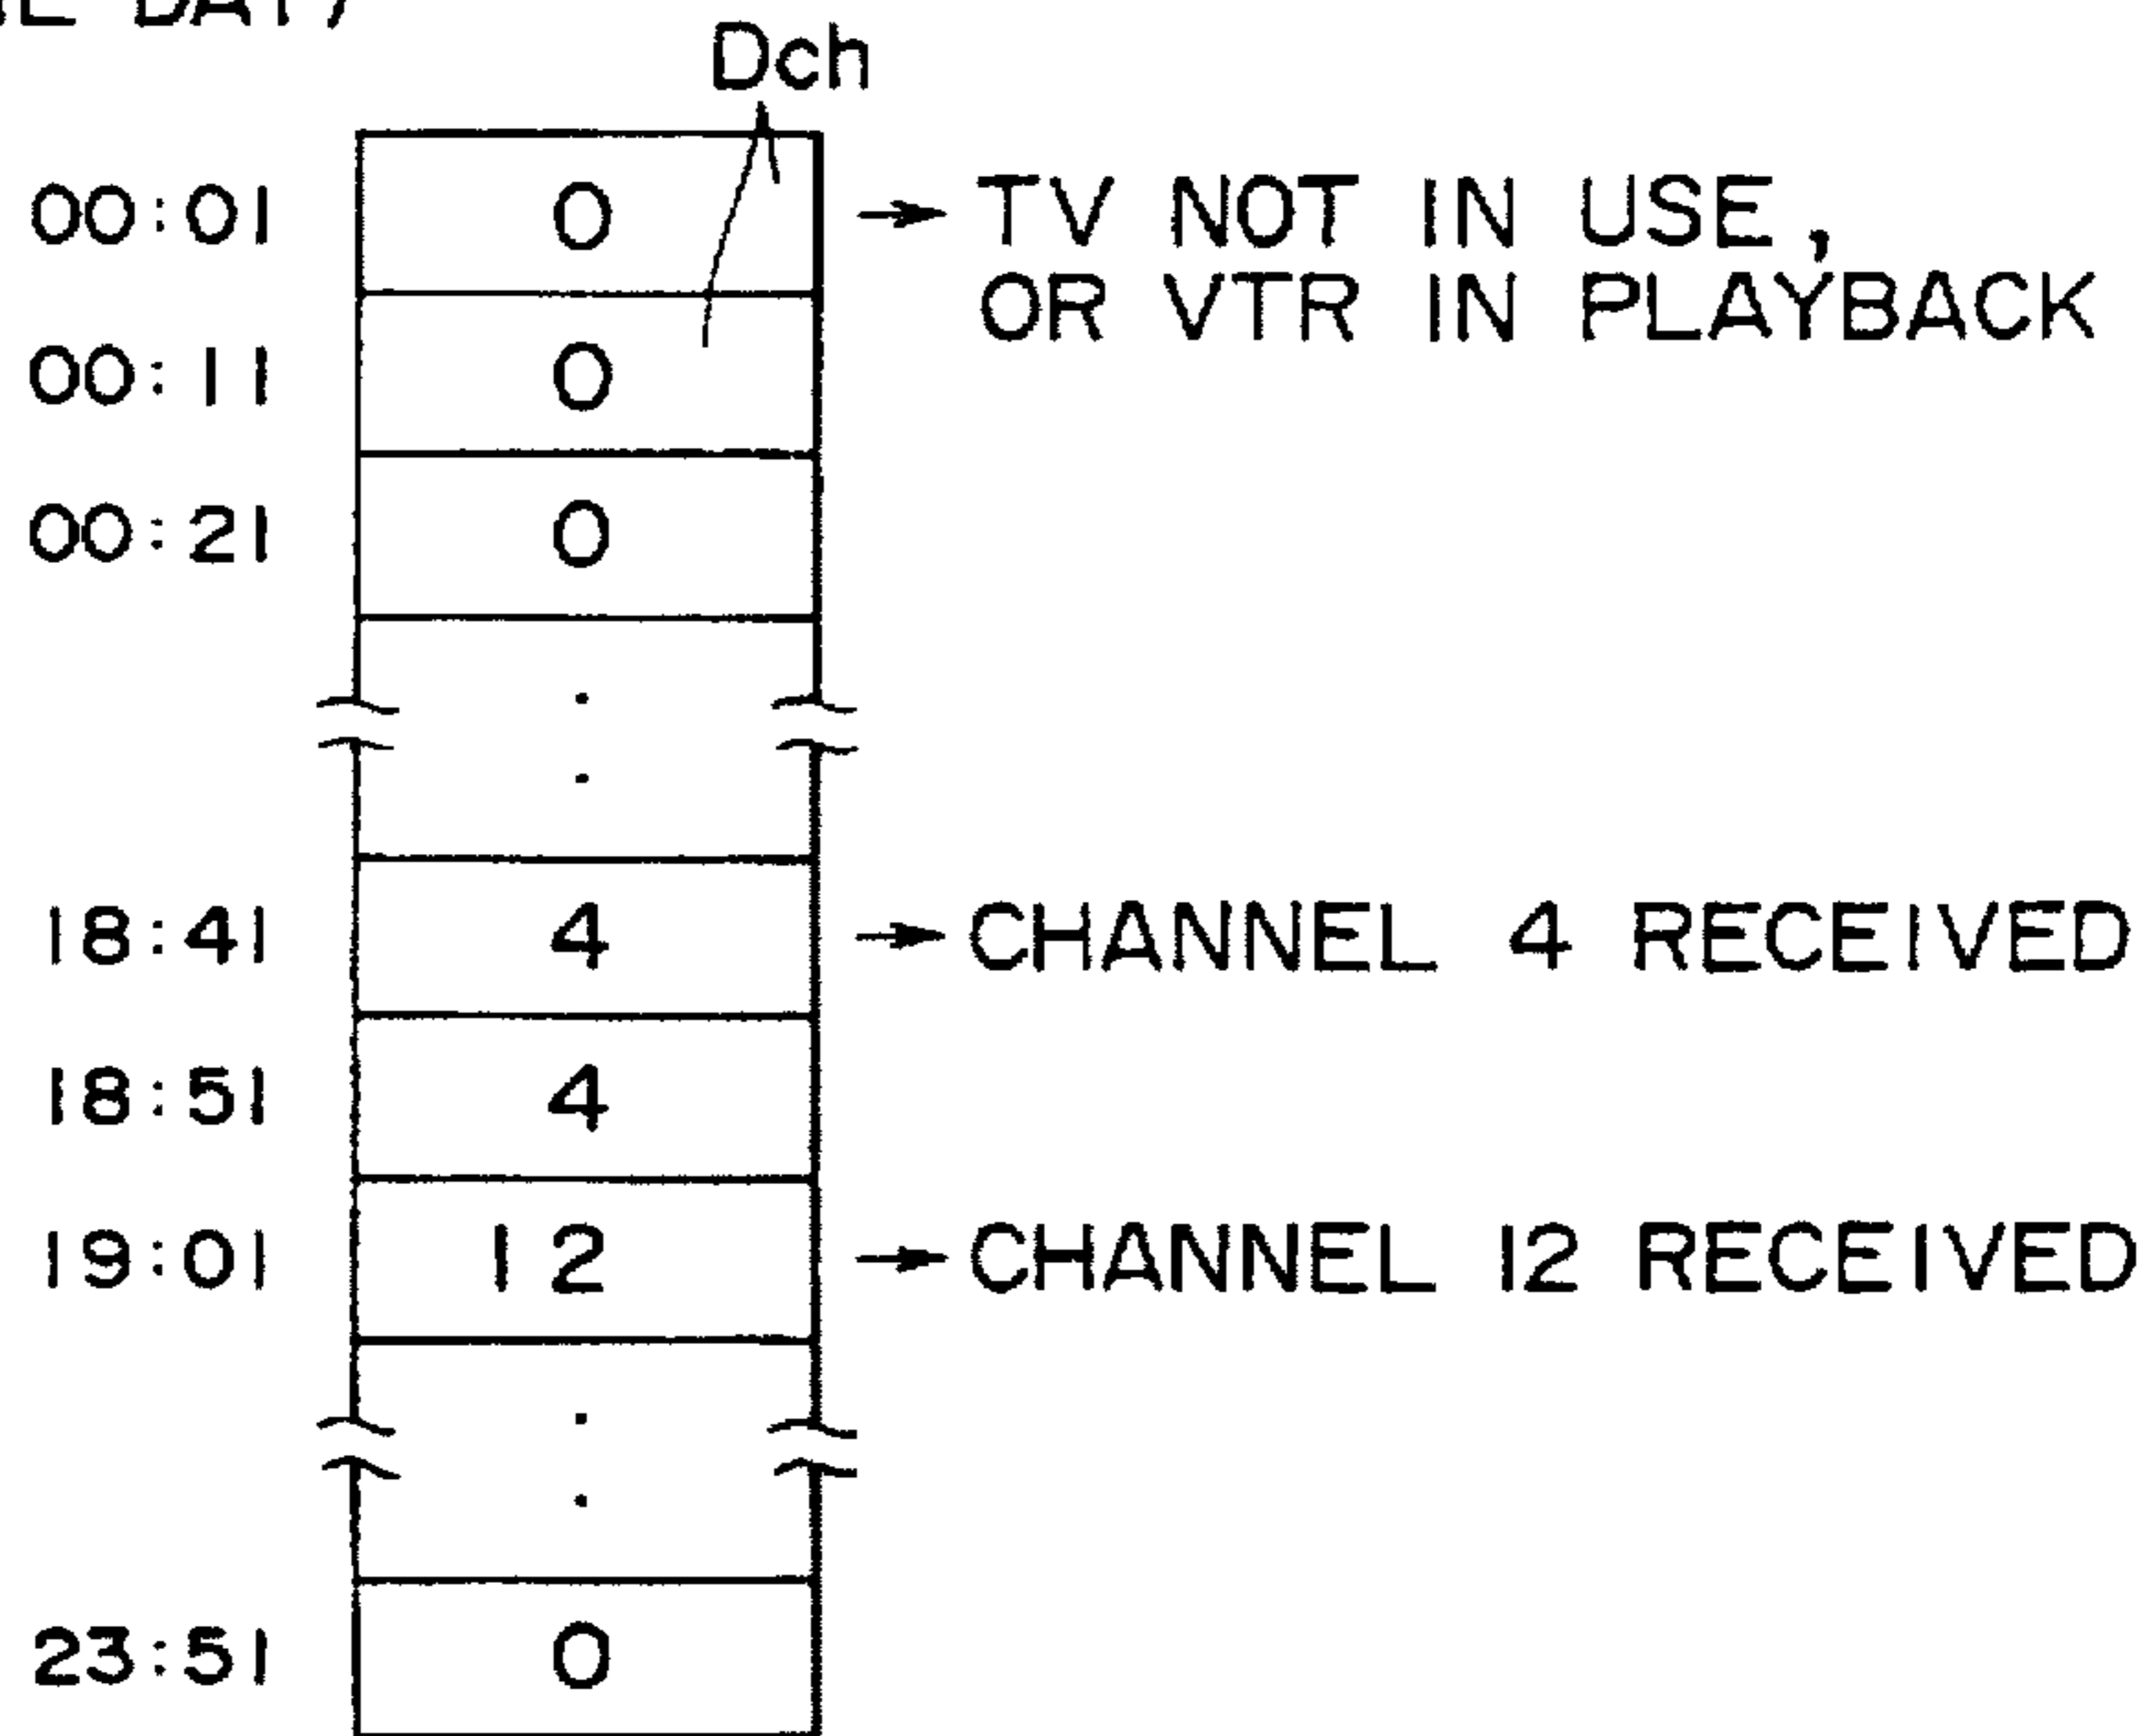 Dch
00:01 0 → TV NOT IN USE,
OR VTR IN PLAYBACK
00:11 0
00:21 0
18:41 4 → CHANNEL 4 RECEIVED
18:51 4
19:01 12 → CHANNEL 12 RECEIVED
23:51 0